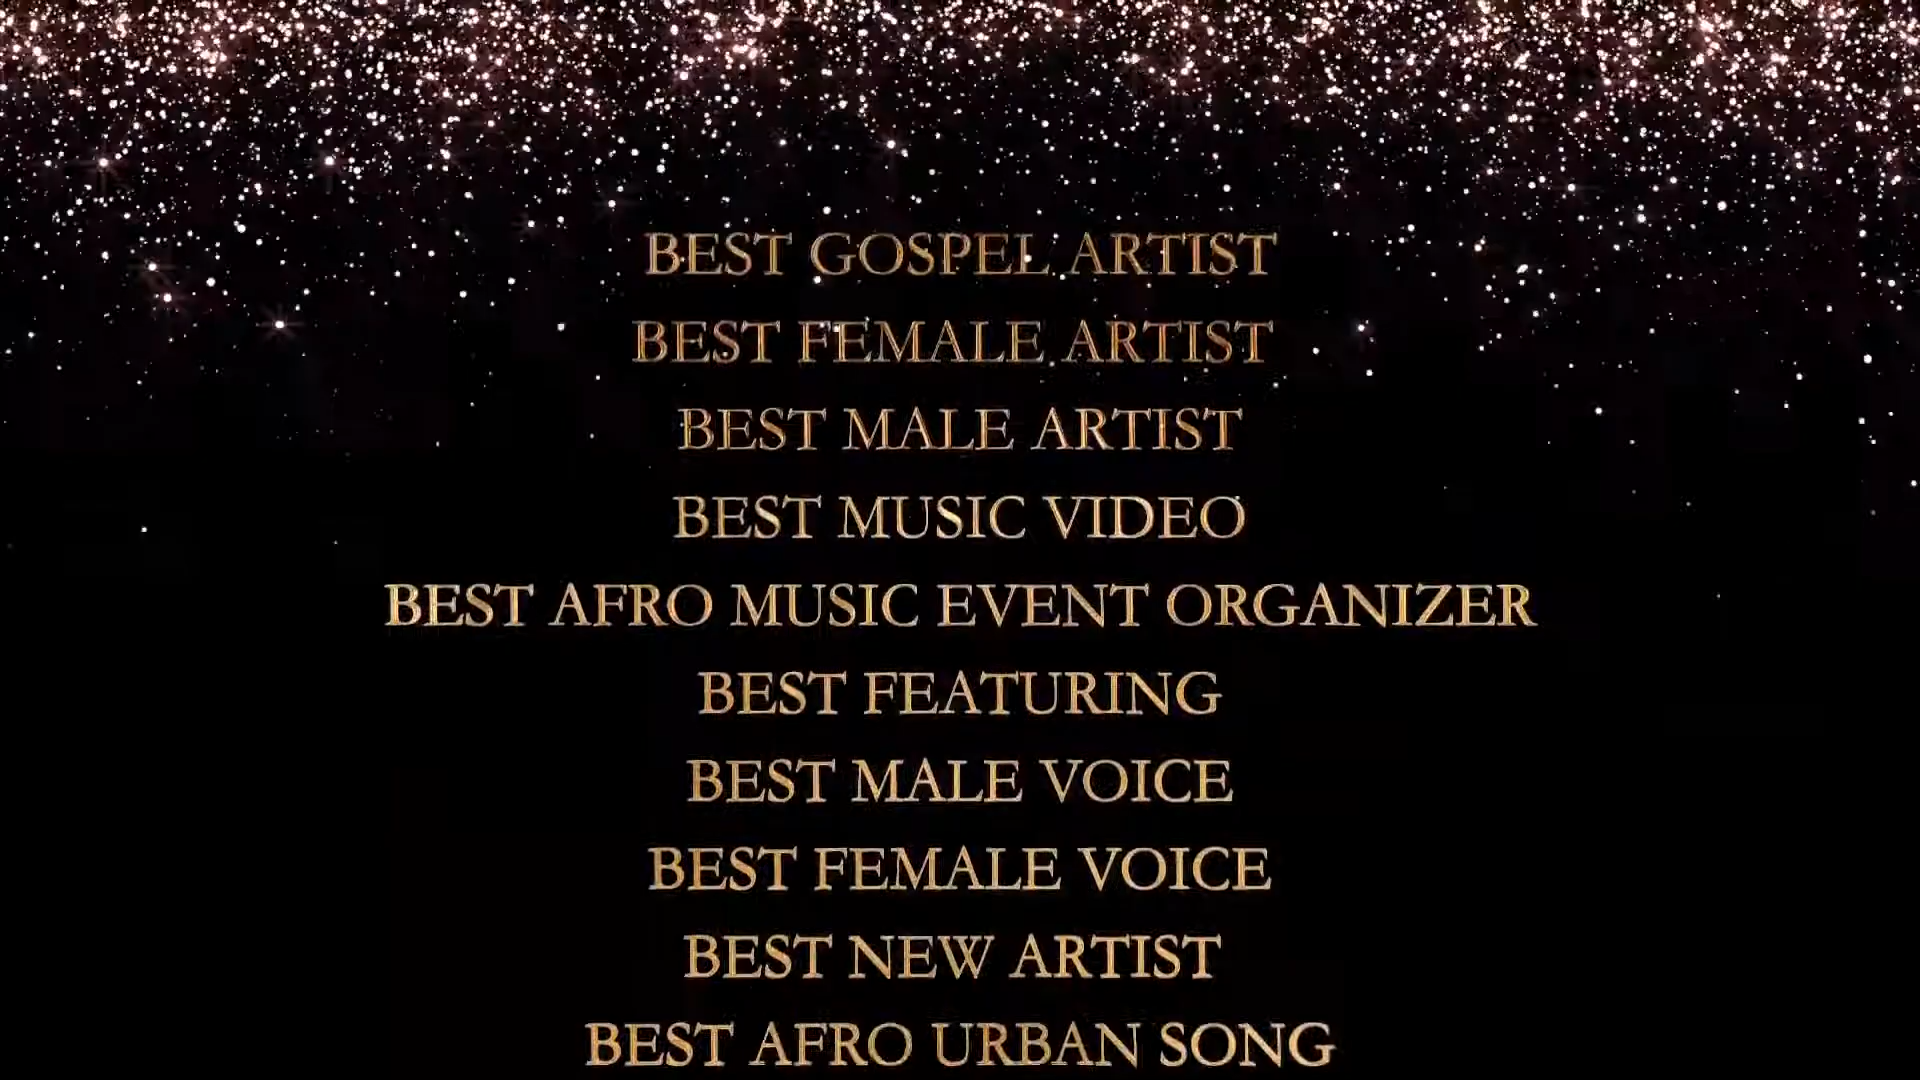 BEST GOSPEL ARTIST
BEST FEMALE ARTIST
BEST MALE ARTIST
BEST MUSIC VIDEO
BEST AFRO MUSIC EVENT ORGANIZER
BEST FEATURING
BEST MALE VOICE
BEST FEMALE VOICE
BEST NEW ARTIST
BEST AFRO URBAN SONG